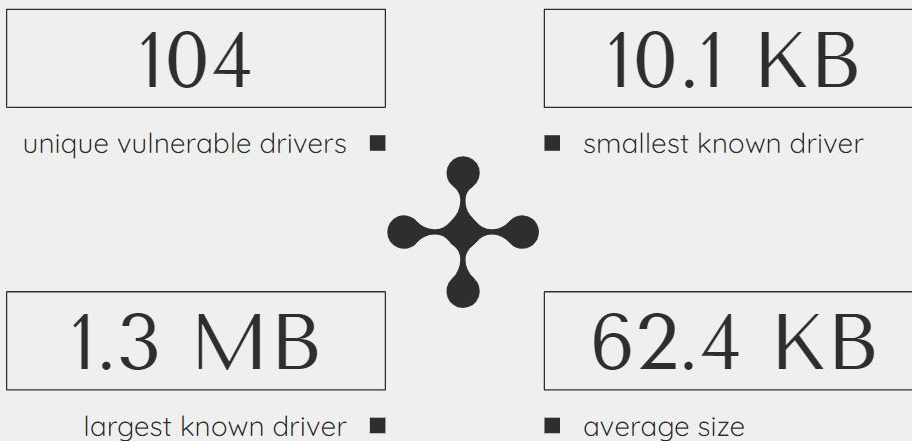 104
unique vulnerable drivers
10.1 KB
smallest known driver
1.3 MB
largest known driver
62.4 KB
average size